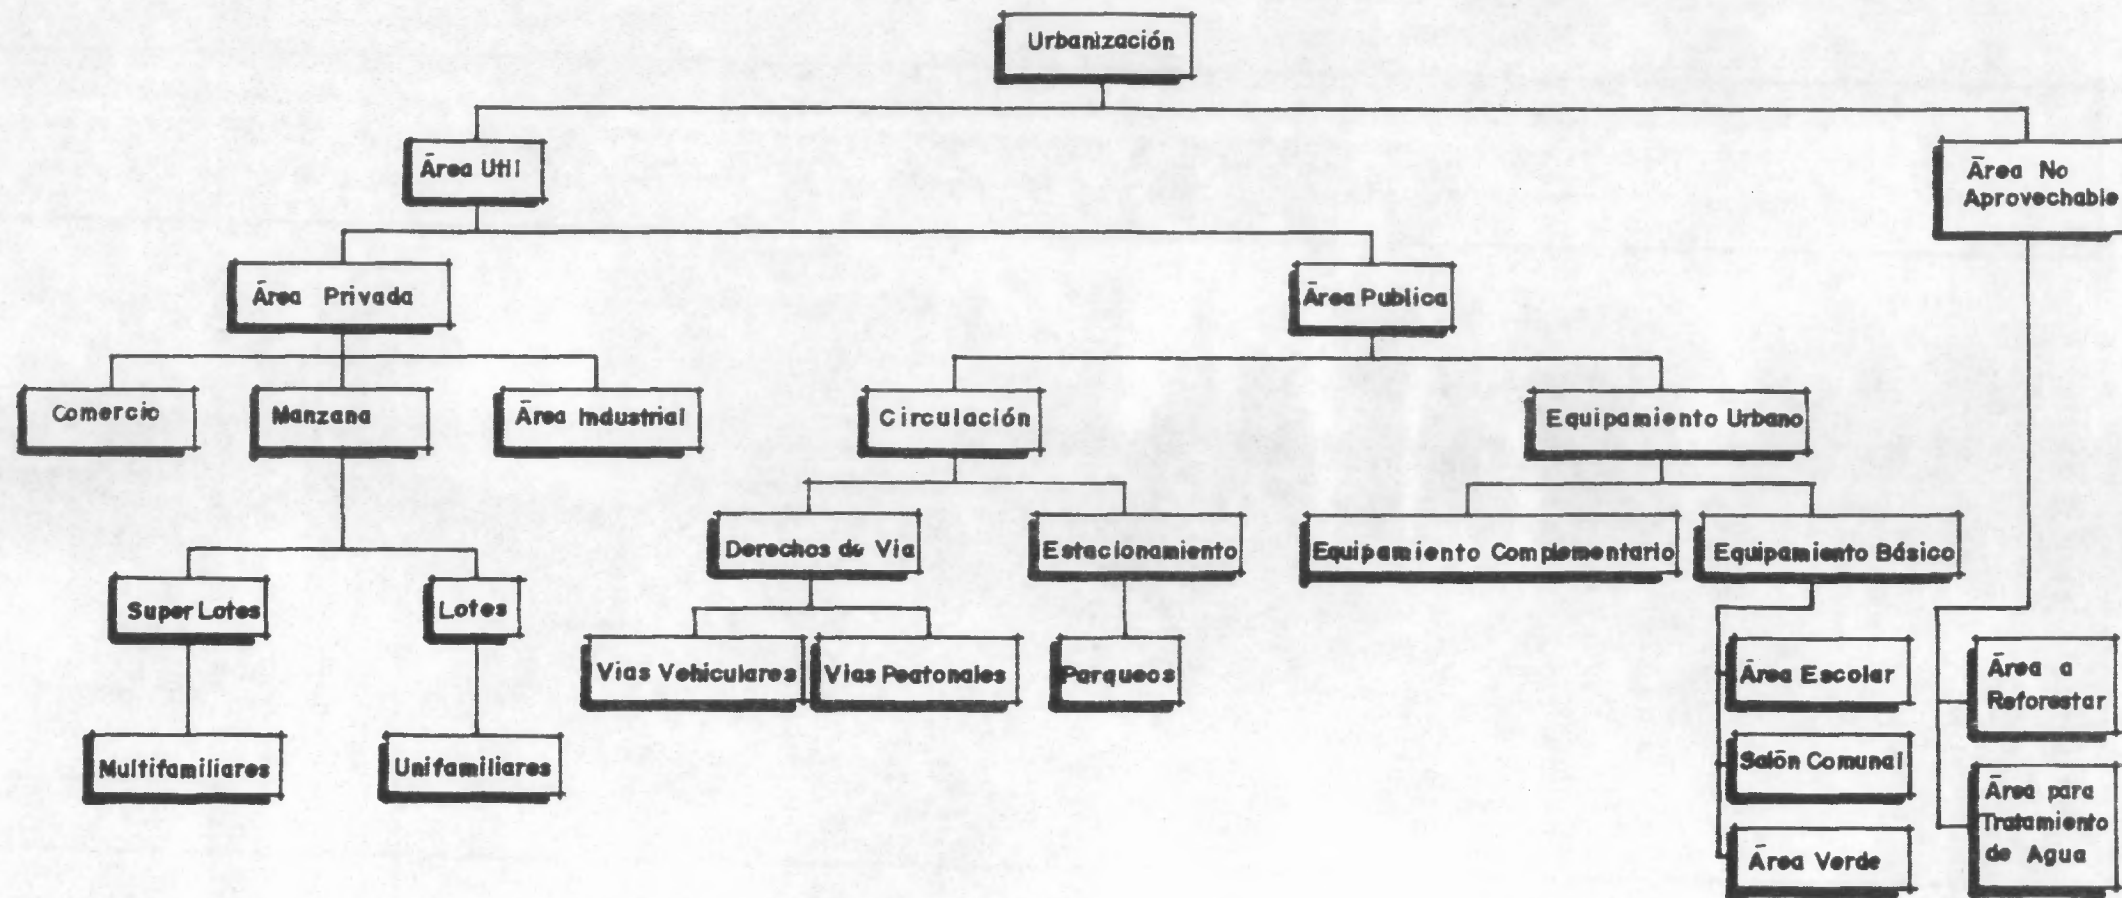 Urbanización
Área Util
Área No
Aprovechable
Área Privada
Área Publica
Comercio
Manzana
Área Industrial
Circulación
Equipamiento Urbano
Derechos de Via
Estacionamiento
Equipamiento Complementario
Equipamiento Básico
Super Lotes
Lotes
Vias Vehiculares
Vias Peatonales
Parqueos
Área Escolar
Área a
Reforestar
Multifamiliares
Unifamiliares
Salón Comunal
Área para
Tratamiento
de Agua
Área Verde